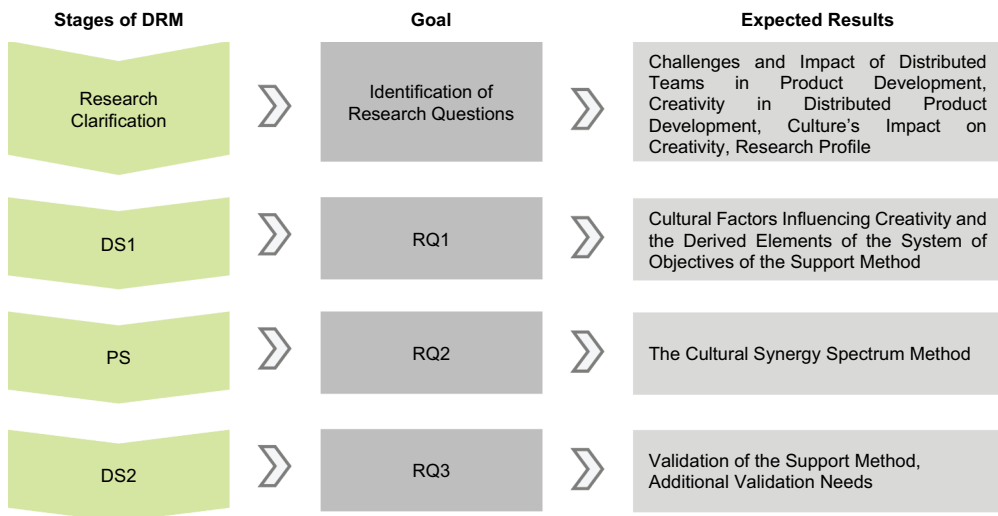 Stages of DRM
Goal
Expected Results
Research
Clarification
Identification of
Research Questions
Challenges and Impact of Distributed
Teams in Product Development,
Creativity in Distributed Product
Development, Culture's Impact on
Creativity, Research Profile
DS1
RQ1
Cultural Factors Influencing Creativity and
the Derived Elements of the System of
Objectives of the Support Method
PS
RQ2
The Cultural Synergy Spectrum Method
DS2
RQ3
Validation of the Support Method,
Additional Validation Needs